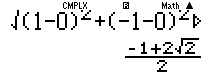 CMPLX R Math ▲
√(1-0)²+(-1-0)²▷
-1+2√2
2